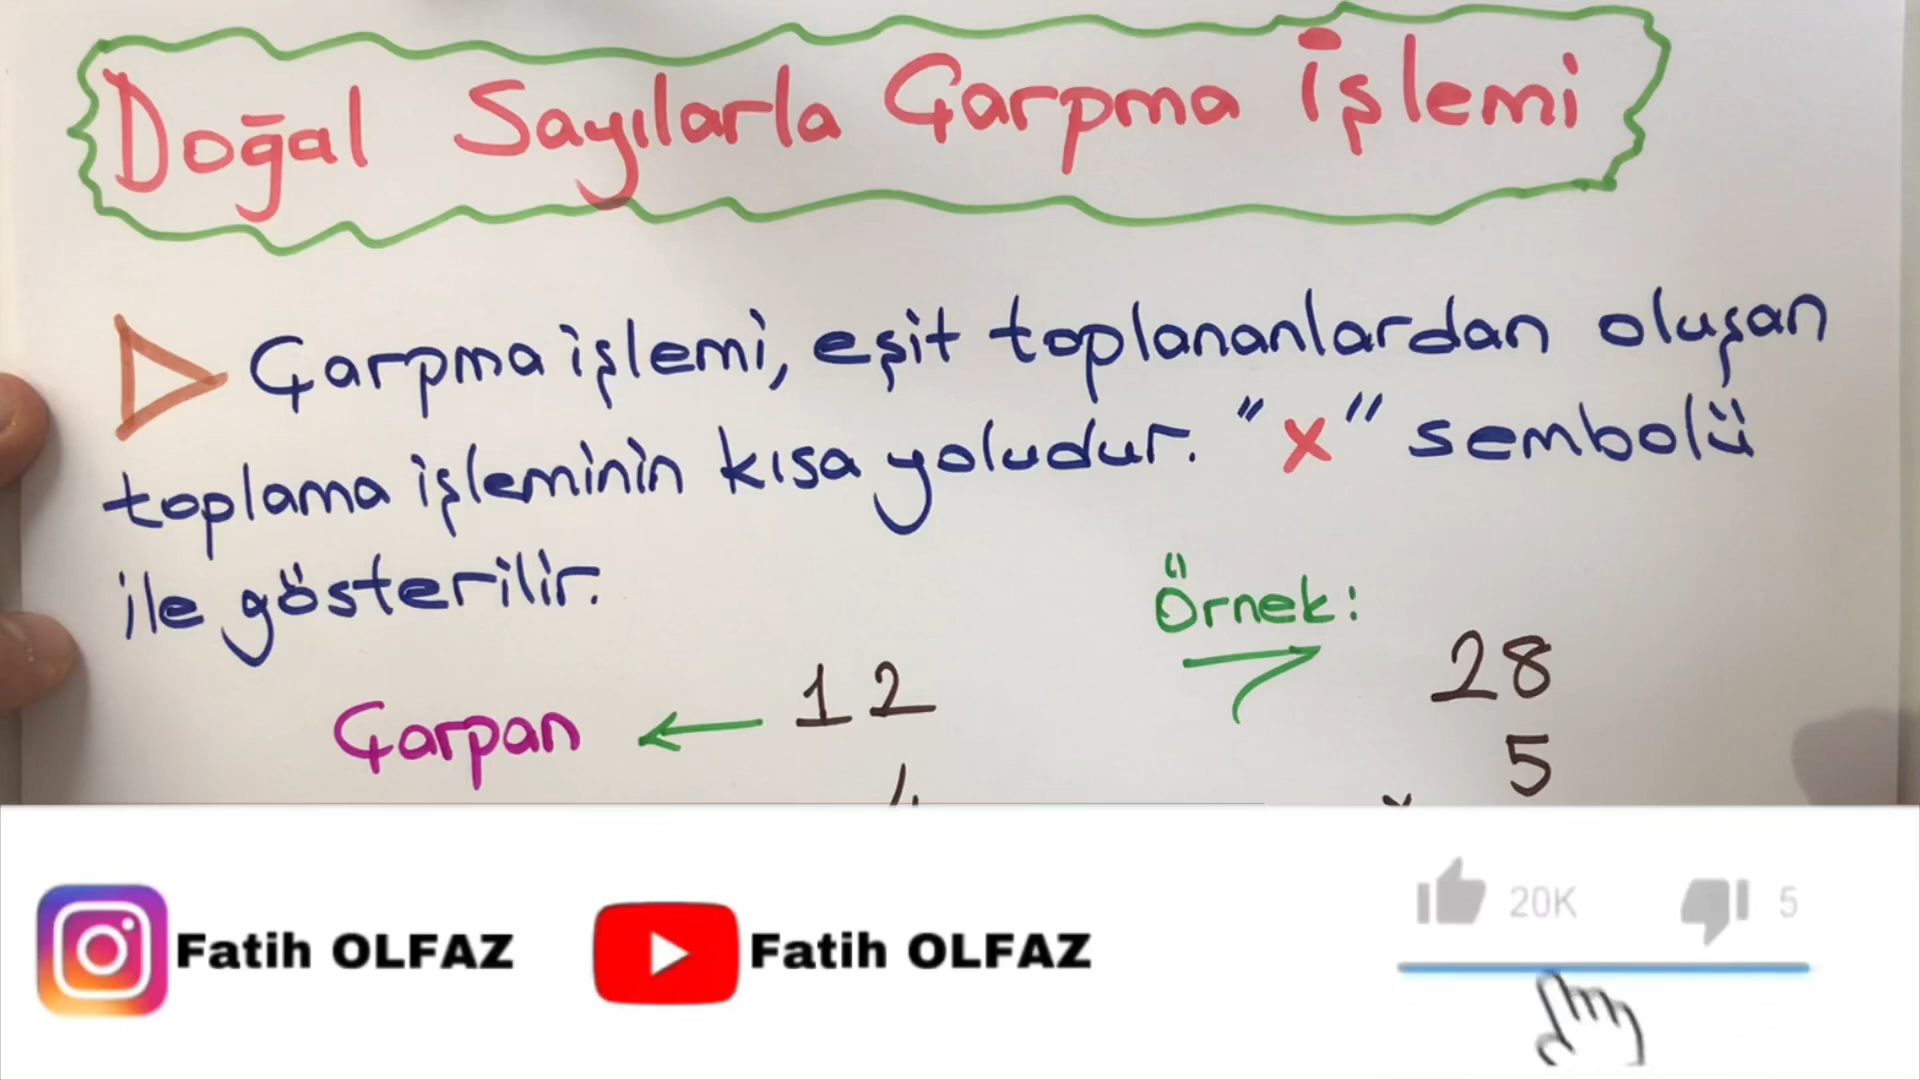 Doğal Sayılarla Çarpma İşlemi
Çarpma işlemi, eşit toplananlardan oluşan
toplama işleminin kısa yoludur. "x" sembolü
ile gösterilir.
Örnek:
12
28
Çarpan
5
Fatih OLFAZ
Fatih OLFAZ
20K
5